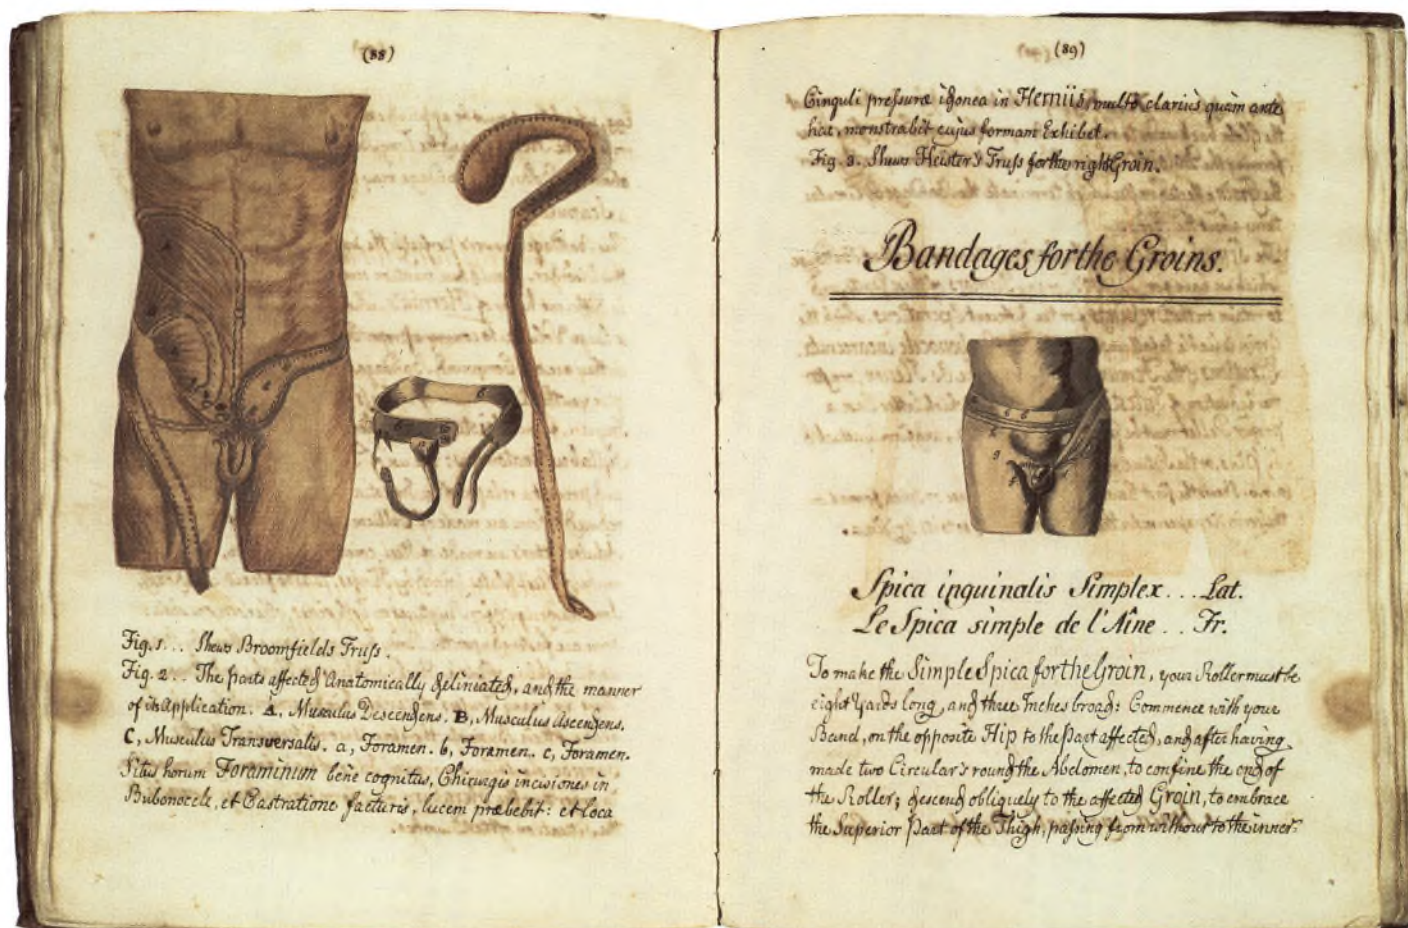 (88)
Fig. 1... Shews Broomfields Truss.
Fig. 2.. The parts affected Anatomically deliniated, and the manner
of its Application. A, Musculus Descendens. B, Musculus Ascendens.
C, Musculus Transversalis. a, Foramen. b, Foramen. c, Foramen.
Situs horum Foraminum bene cognitus, Chirurgis incisiones in
Bubonocele, et Castratione facturis, lucem præbebit: et loca
(89)
Cinguli pressuræ idonea in Herniis, multò clariùs quàm ante
hac, monstrabit cujus formam Exhibet.
Fig. 3. Shews Heister's Truss for the right Groin.
Bandages for the Groins.
Spica inguinalis Simplex... Lat.
Le Spica simple de l'Aîne.. Fr.
To make the Simple Spica for the Groin, your Roller must be
eight Yards long, and three Inches broad: Commence with your
Band, on the opposite Hip to the part affected, and after having
made two Circular's round the Abdomen, to confine the end of
the Roller; descend obliquely to the affected Groin, to embrace
the Superior Part of the Thigh, passing from without to the inner-